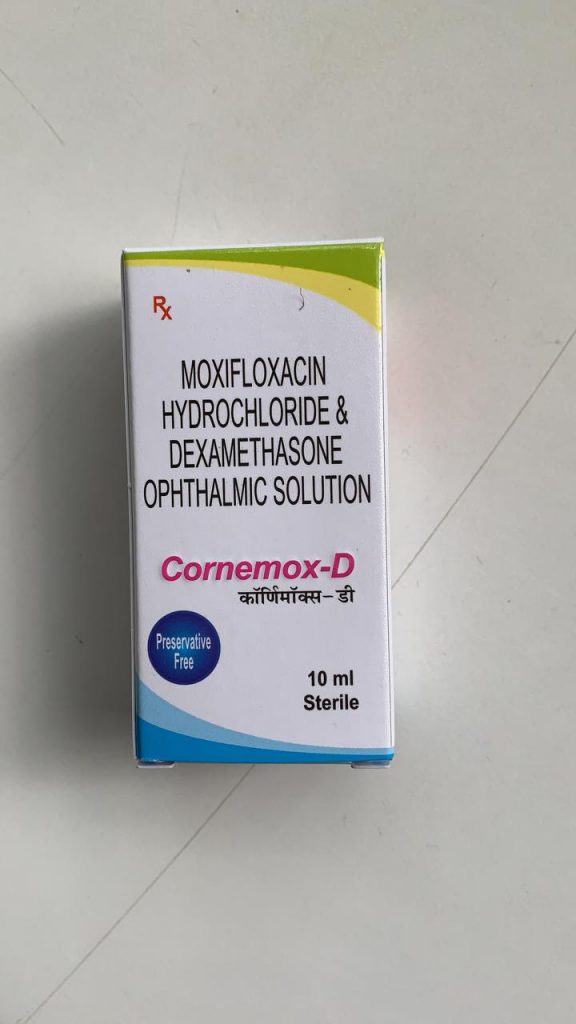 Rx
MOXIFLOXACIN
HYDROCHLORIDE &
DEXAMETHASONE
OPHTHALMIC SOLUTION
Cornemox-D
कॉर्णिमॉक्स-डी
Preservative
Free
10 ml
Sterile